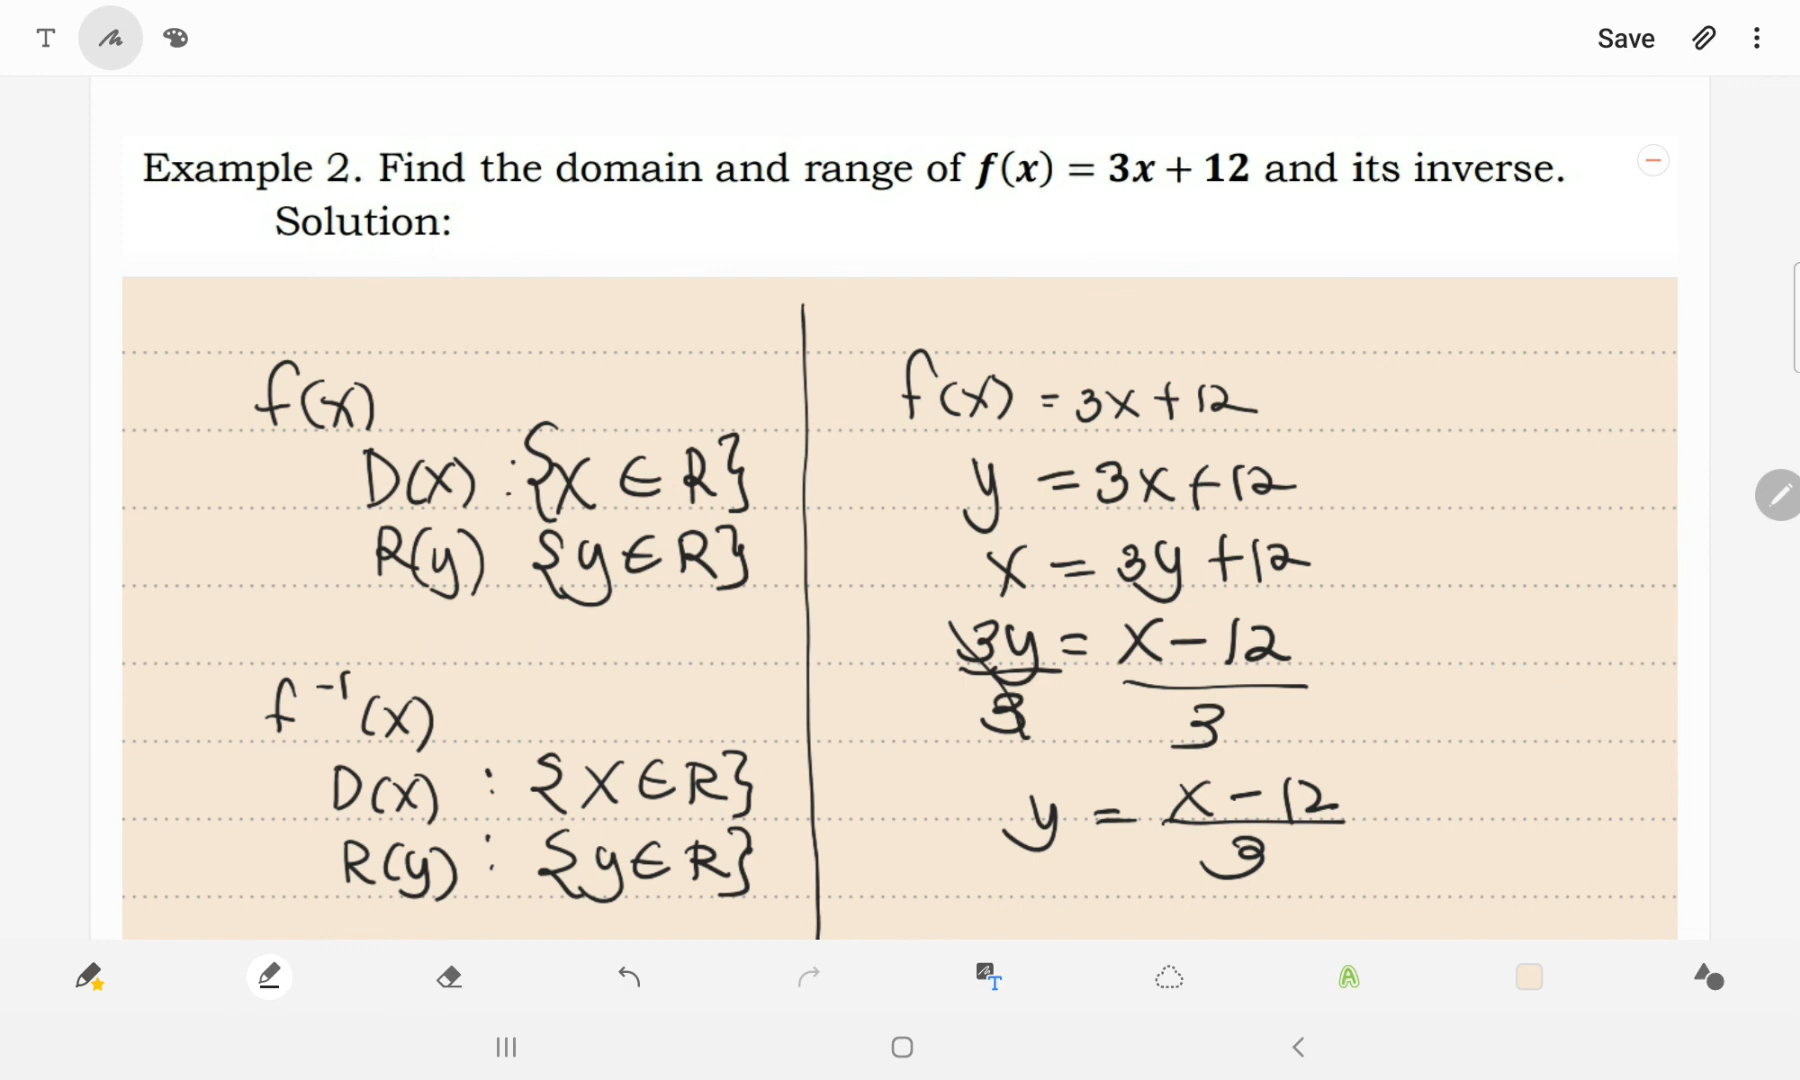 T Save
Example 2. Find the domain and range of f(x) = 3x + 12 and its inverse.
Solution:
f(x)
D(x) : {x ∈ R}
R(y) {y ∈ R}
f⁻¹(x)
D(x) : {x ∈ R}
R(y) : {y ∈ R}
f(x) = 3x + 12
y = 3x + 12
x = 3y + 12
3y = x - 12
3 3
y = x - 12
3
T
A